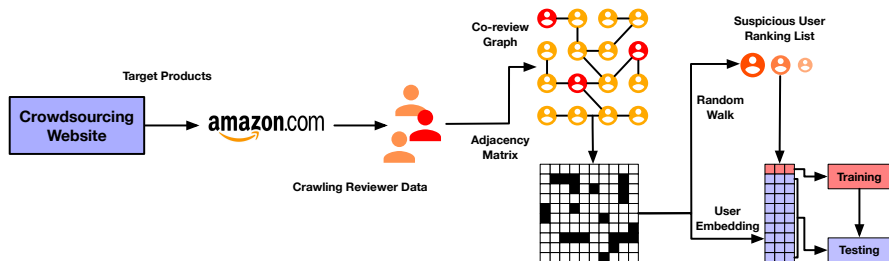 Target Products
Crowdsourcing
Website
amazon.com
Crawling Reviewer Data
Co-review
Graph
Adjacency
Matrix
Suspicious User
Ranking List
Random
Walk
User
Embedding
Training
Testing